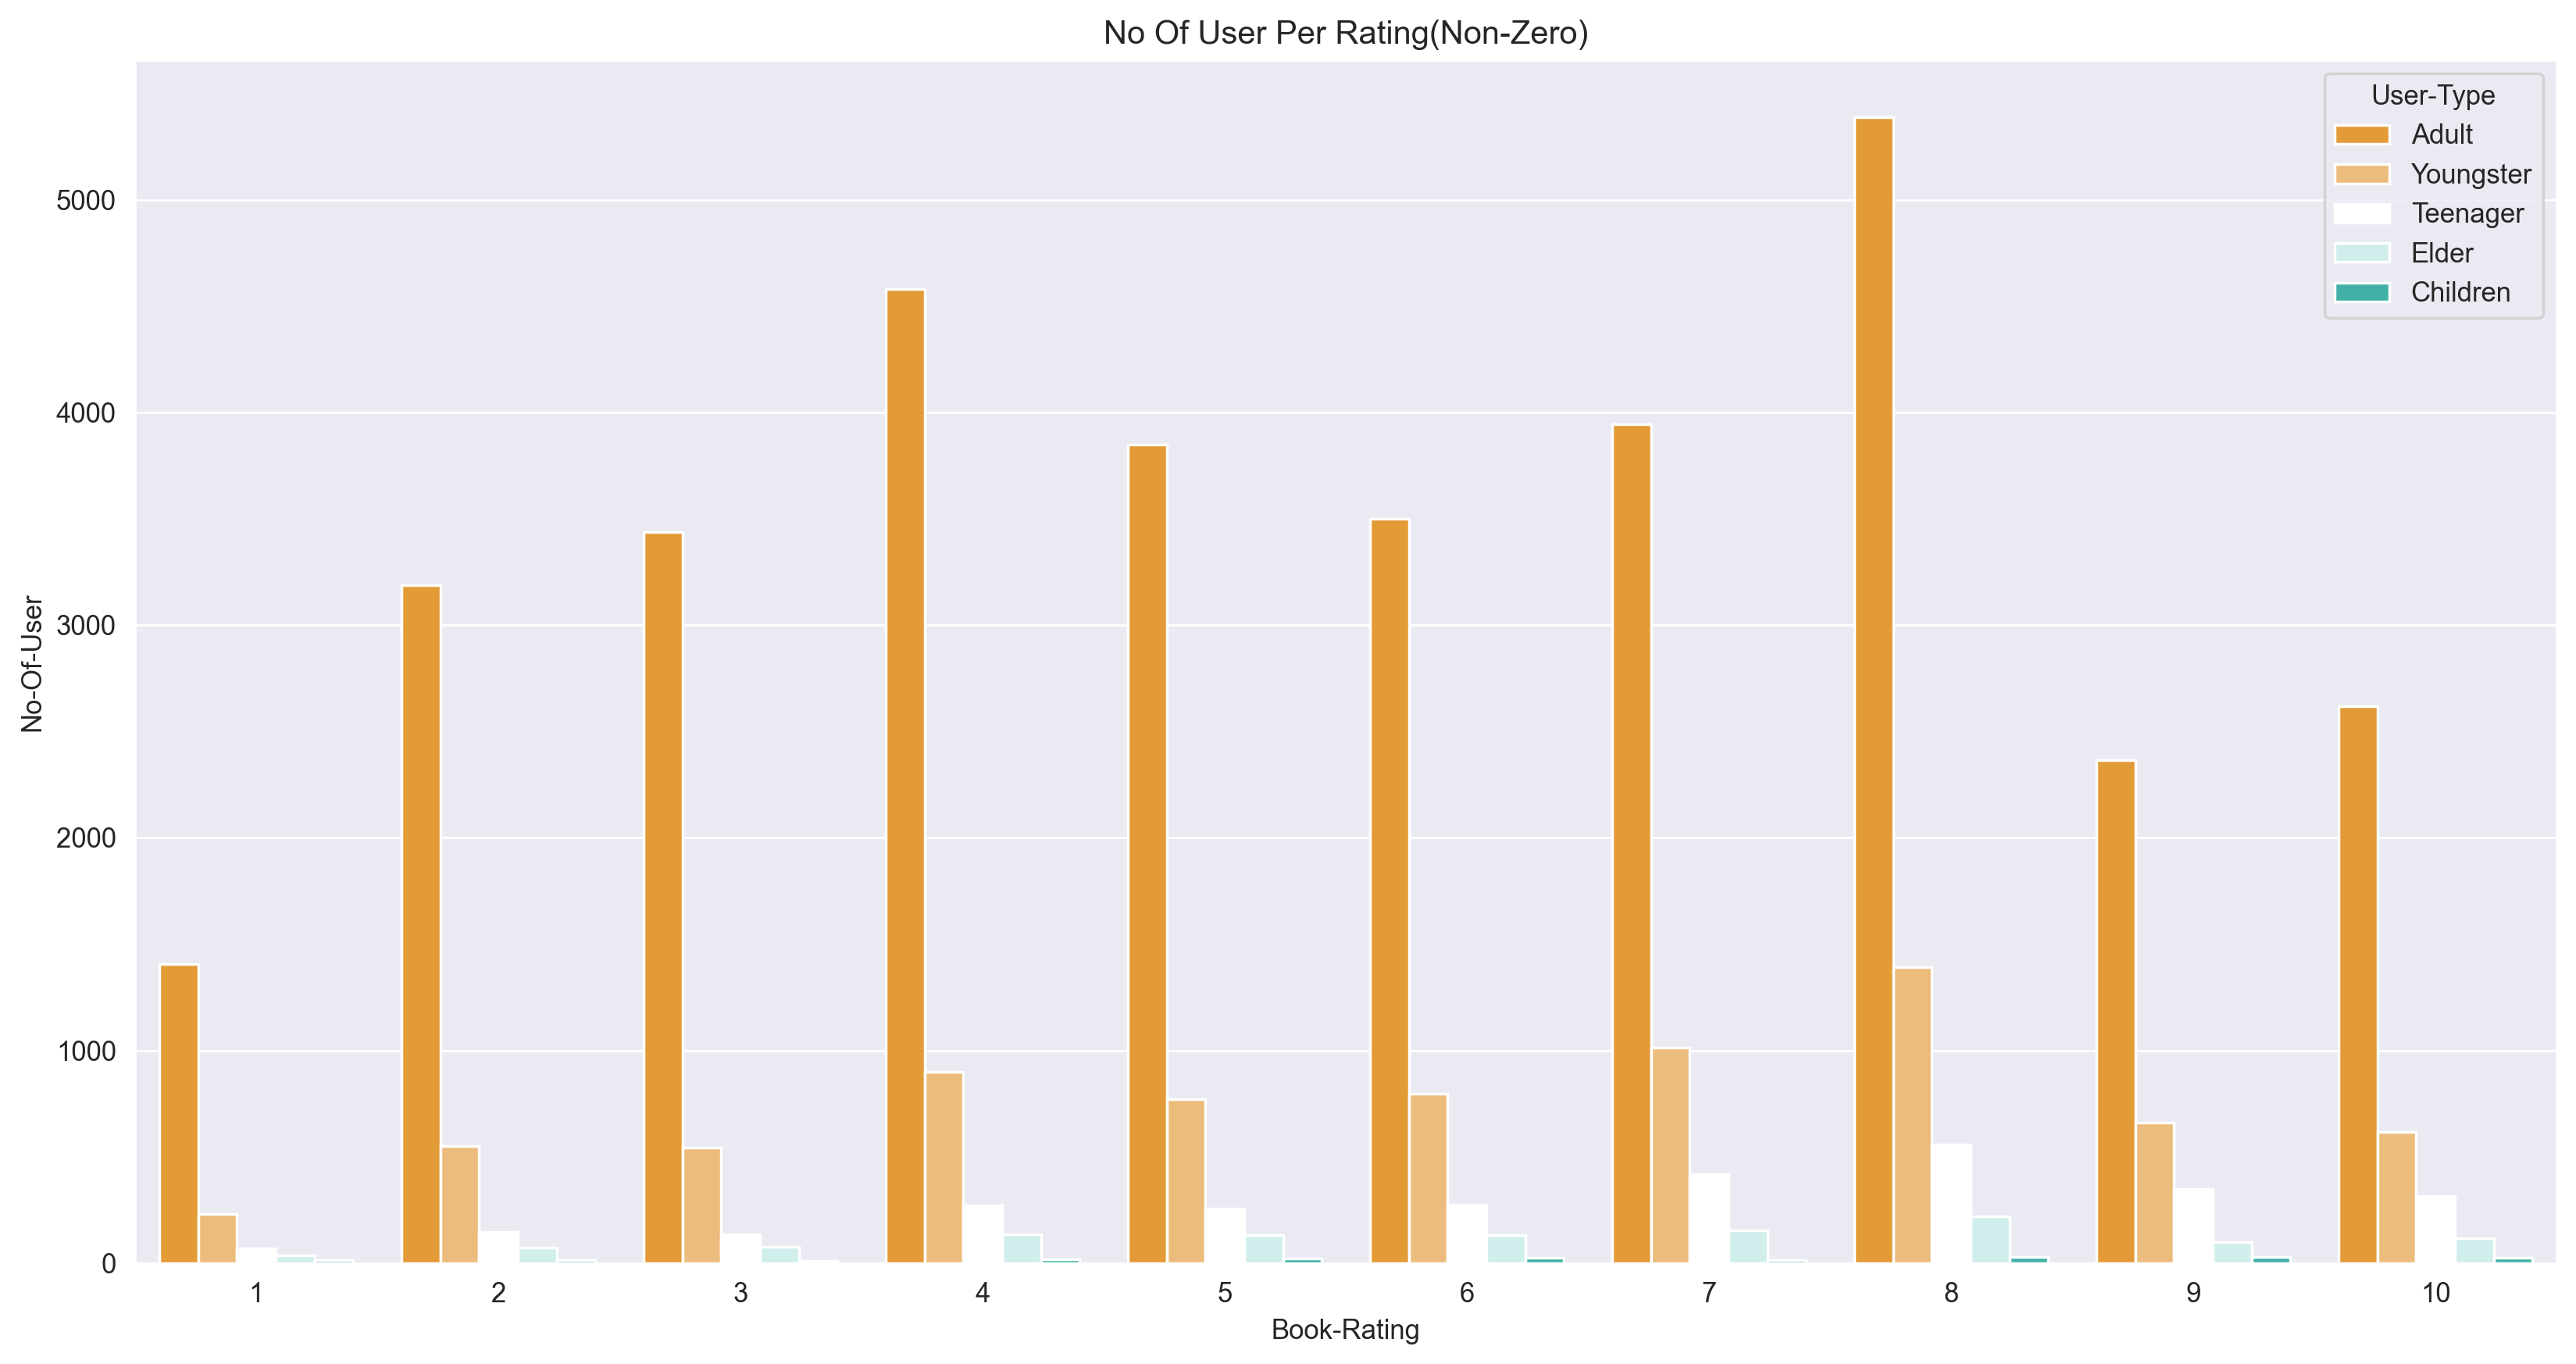 No Of User Per Rating(Non-Zero)
User-Type
Adult
Youngster
Teenager
Elder
Children
No-Of-User
5000
4000
3000
2000
1000
0
1 2 3 4 5 6 7 8 9 10
Book-Rating